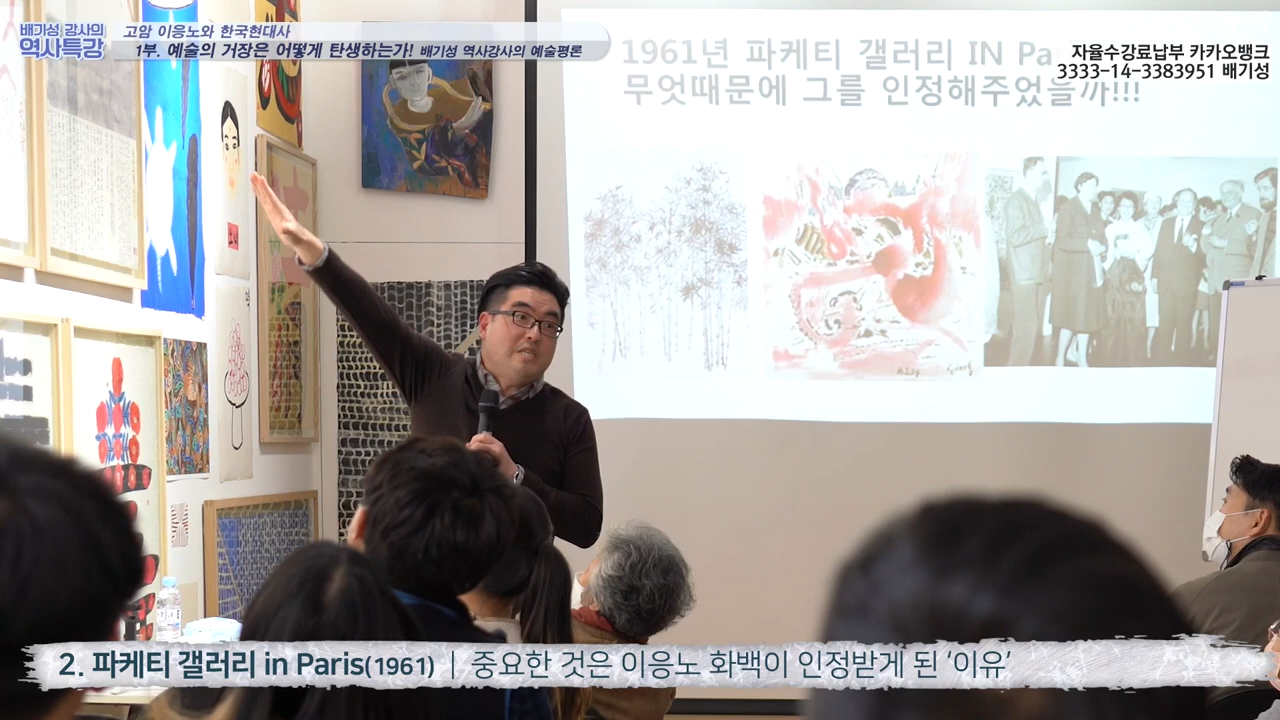 배기성 강사의
역사특강
고암 이응노와 한국현대사
1부. 예술의 거장은 어떻게 탄생하는가! 배기성 역사강사의 예술평론
자율수강료납부 카카오뱅크
3333-14-3383951 배기성
1961년 파케티 갤러리 IN Pa
무엇때문에 그를 인정해주었을까!!!
2. 파케티 갤러리 in Paris(1961) | 중요한 것은 이응노 화백이 인정받게 된 ‘이유’